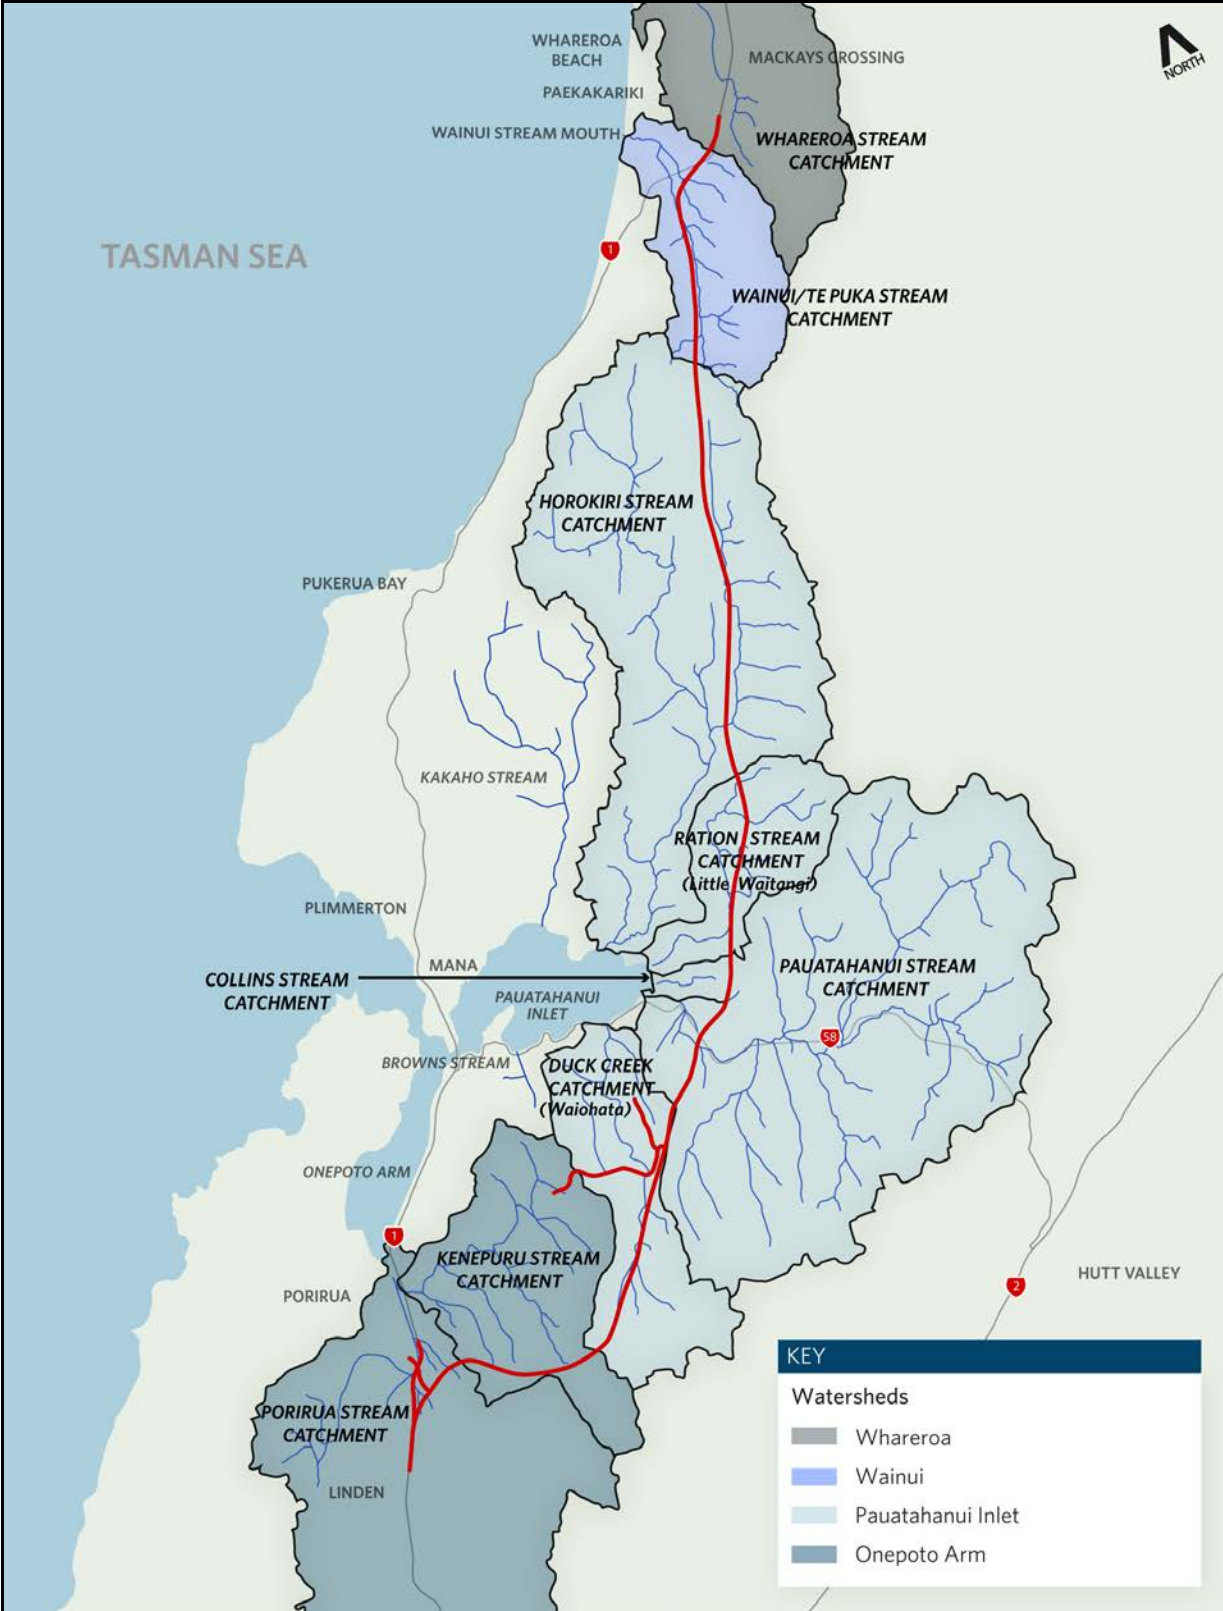 WHAREROA
BEACH
MACKAYS CROSSING
NORTH
PAEKAKARIKI
WAINUI STREAM MOUTH
WHAREROA STREAM
CATCHMENT
TASMAN SEA
1
WAINUI/TE PUKA STREAM
CATCHMENT
HOROKIRI STREAM
CATCHMENT
PUKERUA BAY
KAKAHO STREAM
RATION STREAM
CATCHMENT
(Little Waitangi)
PLIMMERTON
MANA
COLLINS STREAM
CATCHMENT
PAUATAHANUI
INLET
PAUATAHANUI STREAM
CATCHMENT
58
BROWNS STREAM
DUCK CREEK
CATCHMENT
(Waiohata)
ONEPOTO ARM
1
KENEPURU STREAM
CATCHMENT
PORIRUA
HUTT VALLEY
2
PORIRUA STREAM
CATCHMENT
LINDEN
KEY
Watersheds
Whareroa
Wainui
Pauatahanui Inlet
Onepoto Arm